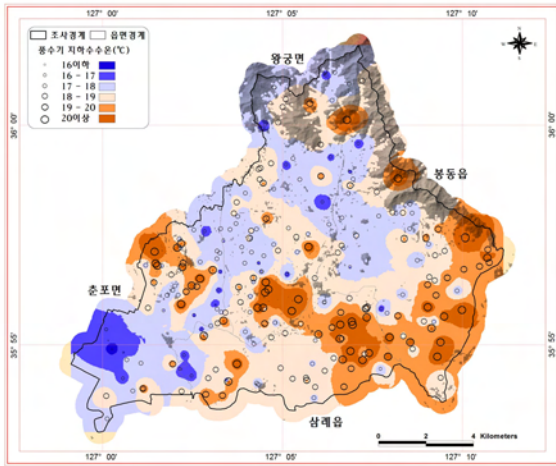 127° 00' 127° 05' 127° 10'
조사경계 읍면경계
풍수기 지하수수온(℃)
16이하
16 - 17
17 - 18
18 - 19
19 - 20
20이상
N
W E
S
왕궁면
36° 00' 36° 00'
봉동읍
춘포면
35° 55' 35° 55'
삼례읍
0 2 4 Kilometers
127° 00' 127° 05' 127° 10'